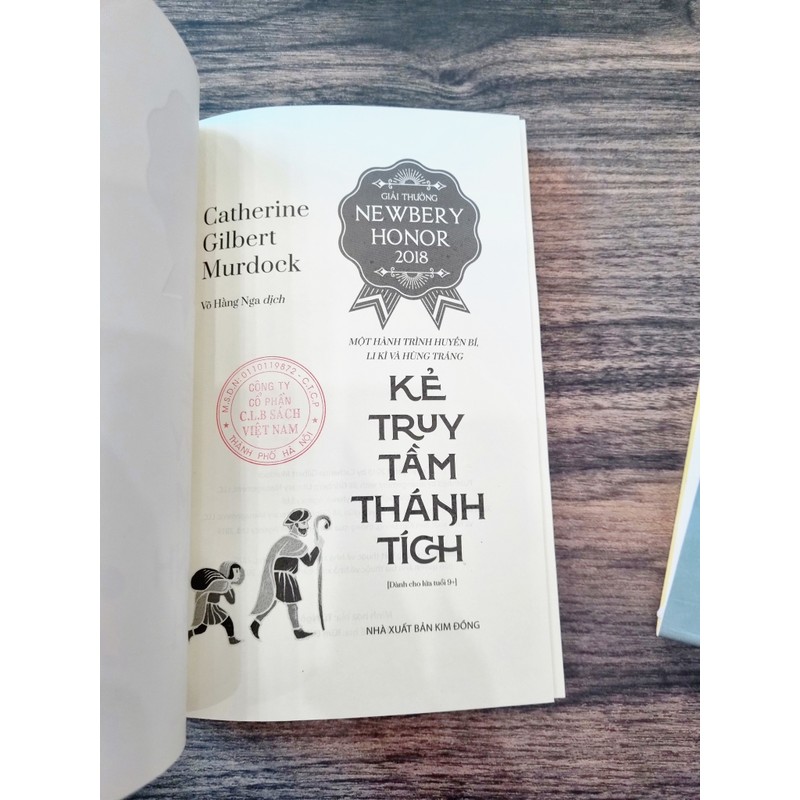 Catherine
Gilbert
Murdock
Võ Hằng Nga dịch
GIẢI THƯỞNG
NEWBERY
HONOR
2018
MỘT HÀNH TRÌNH HUYỀN BÍ,
LI KÌ VÀ HÙNG TRÁNG
KẺ
TRUY
TẦM
THÁNH
TÍCH
[Dành cho lứa tuổi 9+]
NHÀ XUẤT BẢN KIM ĐỒNG
M.S.D.N: 0110119872 - C.T.C.P
CÔNG TY
CỔ PHẦN
C.L.B SÁCH
VIỆT NAM
THÀNH PHỐ HÀ NỘI